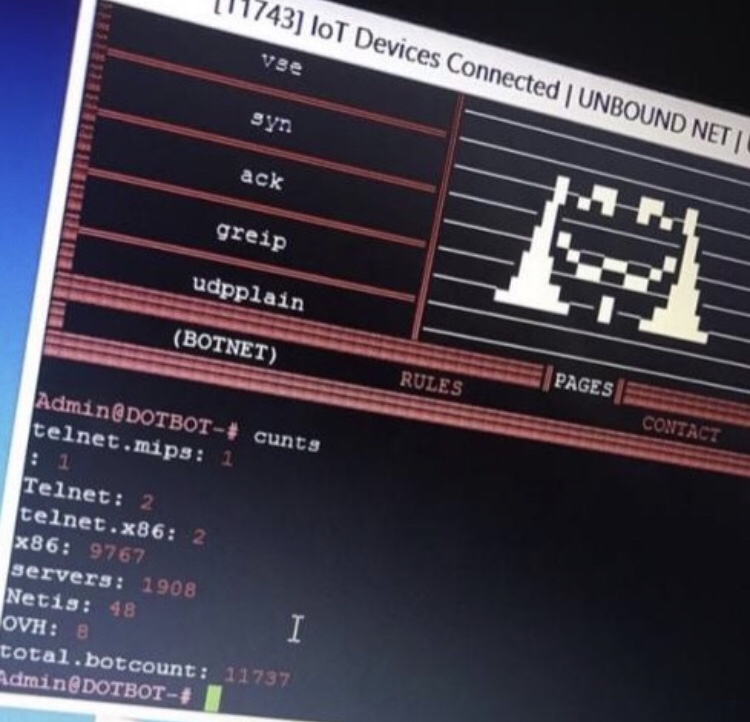 [11743] IoT Devices Connected | UNBOUND NET |
vse
syn
ack
greip
udpplain
(BOTNET)
RULES
PAGES
CONTACT
Admin@DOTBOT-# cunts
telnet.mips: 1
: 1
Telnet: 2
telnet.x86: 2
x86: 9767
servers: 1908
Netis: 48
OVH: 8
total.botcount: 11737
Admin@DOTBOT-#